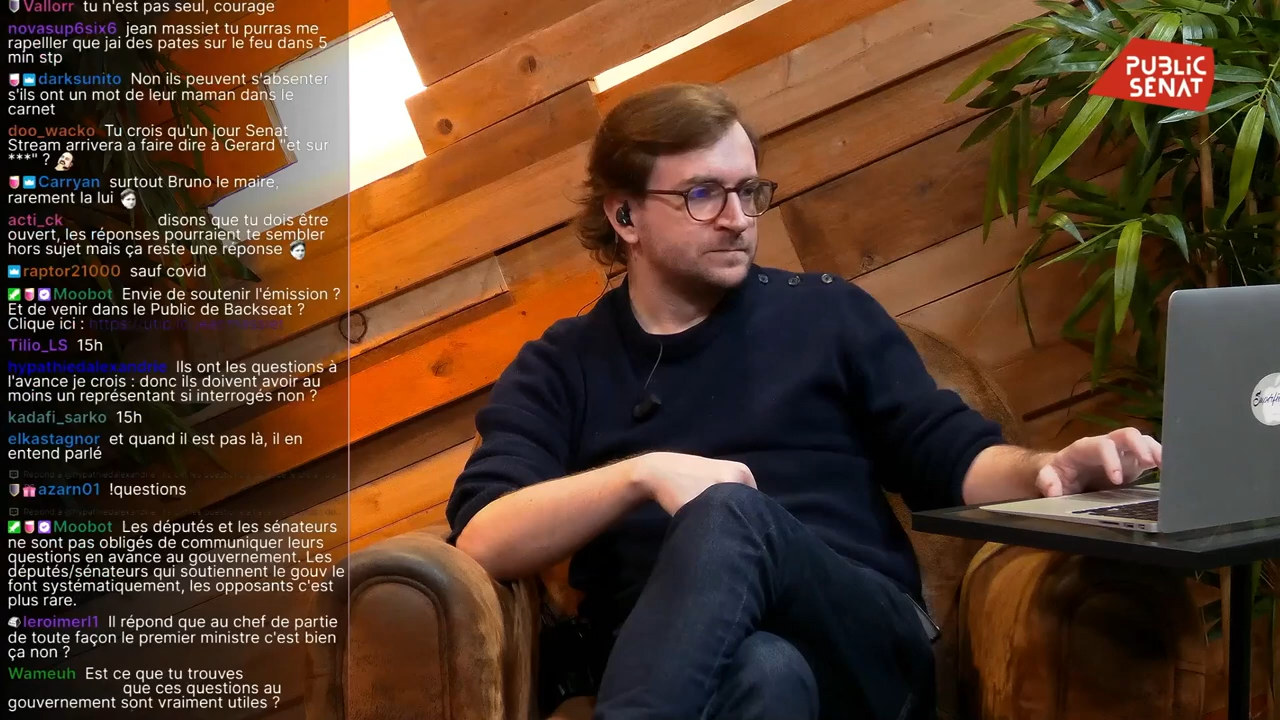 Vallorr tu n'est pas seul, courage
novasup6six6 jean massiet tu purras me
rapelller que jai des pates sur le feu dans 5
min stp
darksunito Non ils peuvent s'absenter
s'ils ont un mot de leur maman dans le
carnet
doo_wacko Tu crois qu'un jour Senat
Stream arrivera a faire dire à Gerard "et sur
***" ?
Carryan surtout Bruno le maire,
rarement la lui
acti_ck disons que tu dois être
ouvert, les réponses pourraient te sembler
hors sujet mais ça reste une réponse
raptor21000 sauf covid
Moobot Envie de soutenir l'émission ?
Et de venir dans le Public de Backseat ?
Clique ici :
Tilio_LS 15h
hypathiedalexandrie Ils ont les questions à
l'avance je crois : donc ils doivent avoir au
moins un représentant si interrogés non ?
kadafi_sarko 15h
elkastagnor et quand il est pas là, il en
entend parlé
azarn01 !questions
Moobot Les députés et les sénateurs
ne sont pas obligés de communiquer leurs
questions en avance au gouvernement. Les
députés/sénateurs qui soutiennent le gouv le
font systématiquement, les opposants c'est
plus rare.
leroimerl1 Il répond que au chef de partie
de toute façon le premier ministre c'est bien
ça non ?
Wameuh Est ce que tu trouves
que ces questions au
gouvernement sont vraiment utiles ?
PUBLIC
SÉNAT